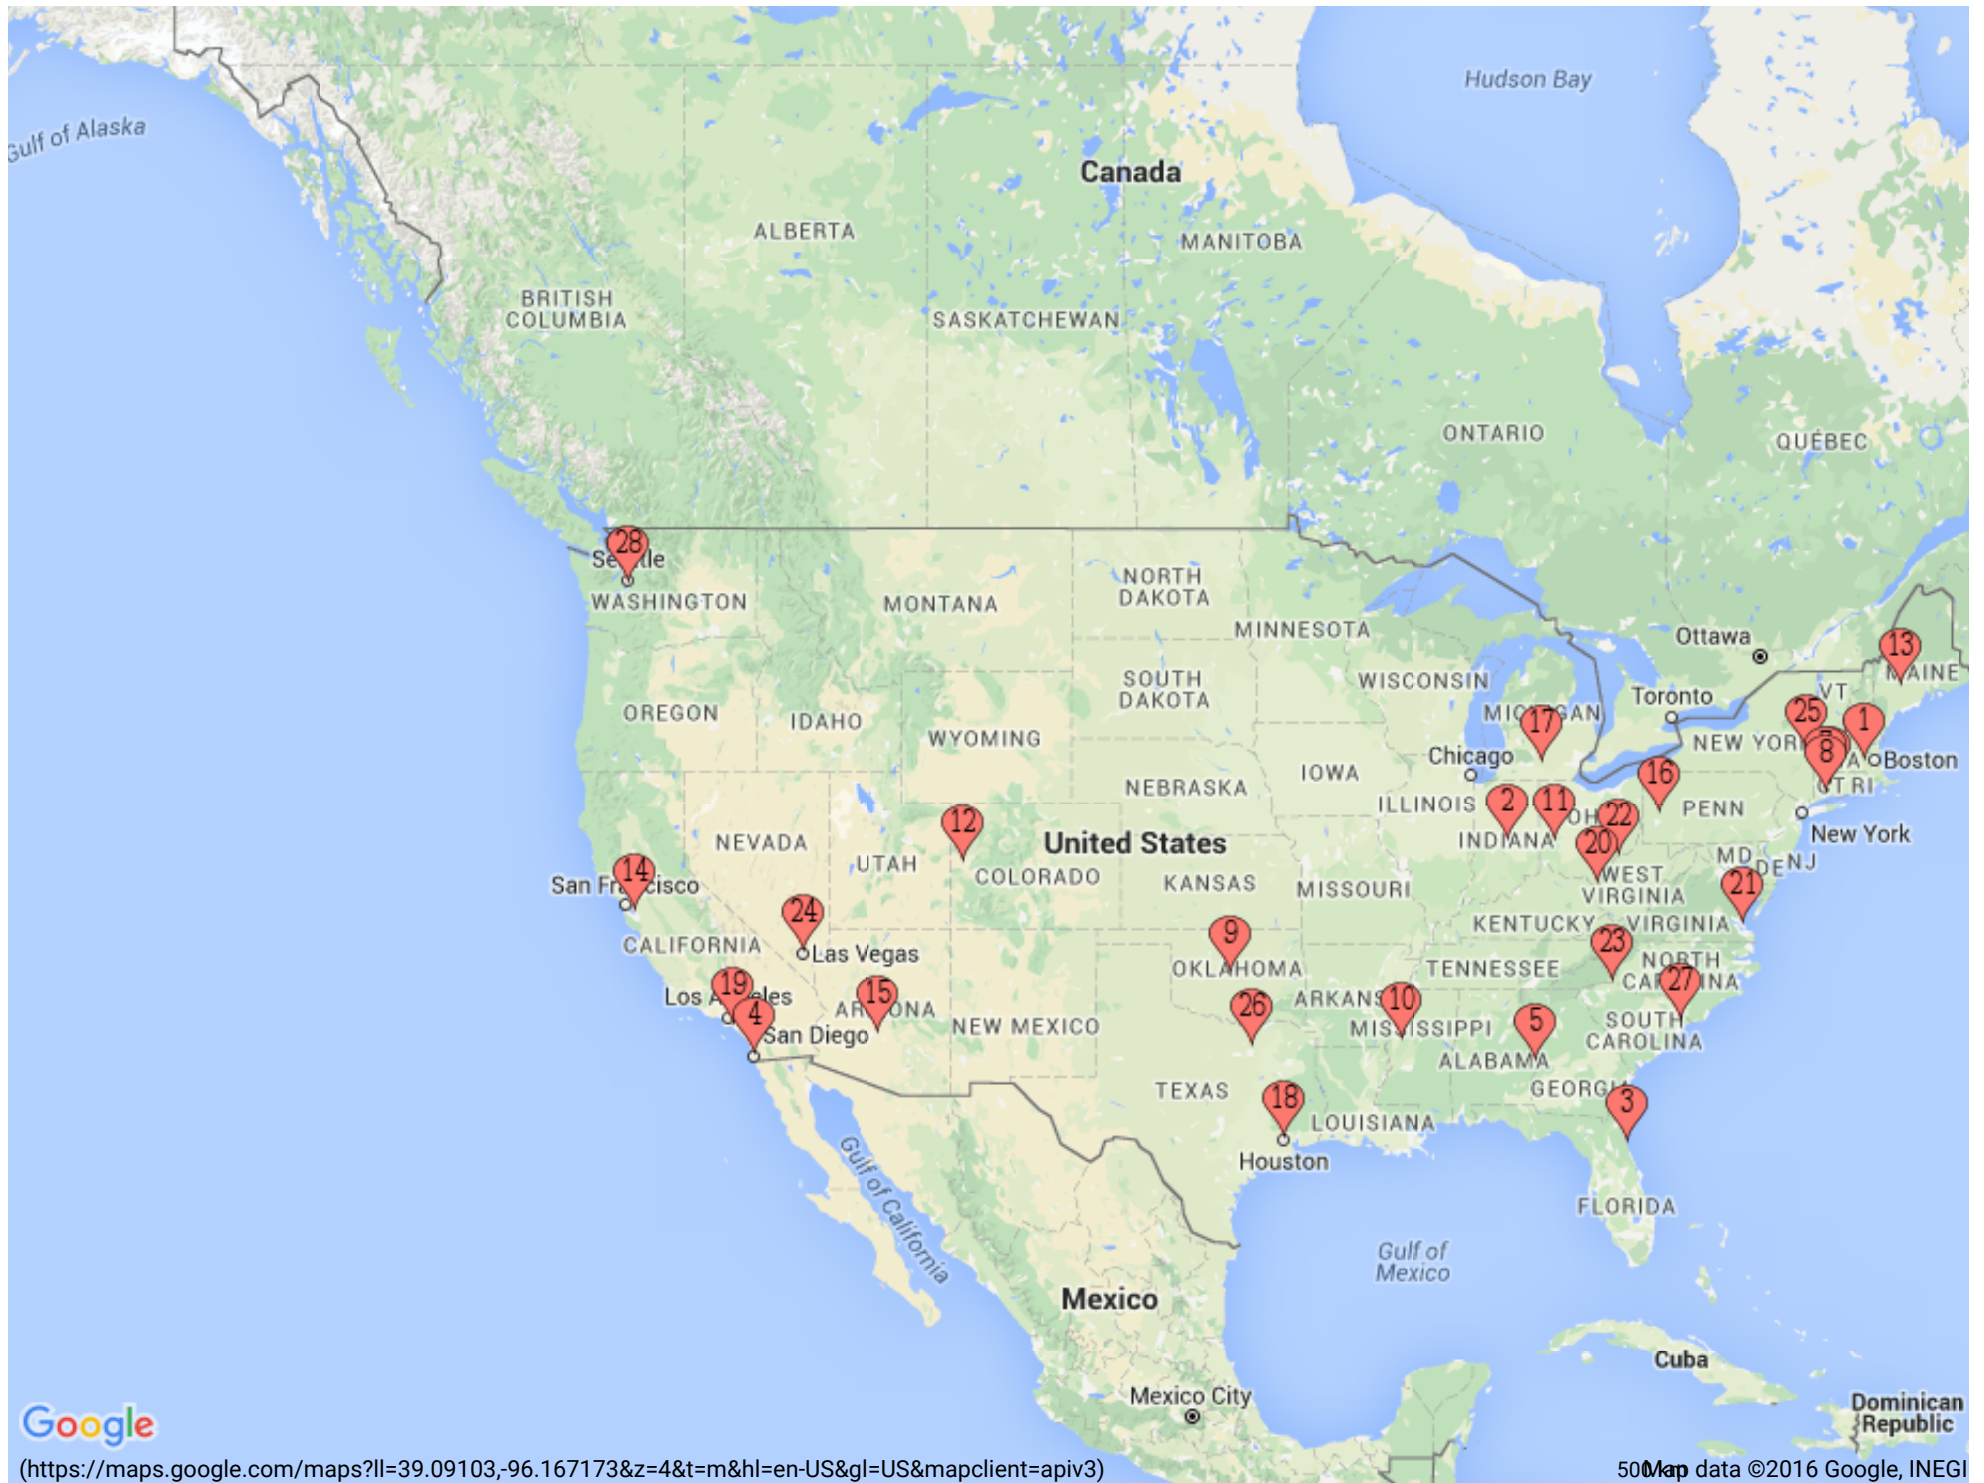 Hudson Bay
Gulf of Alaska
Canada
ALBERTA
MANITOBA
BRITISH
COLUMBIA
SASKATCHEWAN
ONTARIO
QUÉBEC
28
WASHINGTON
MONTANA
NORTH
DAKOTA
MINNESOTA
Ottawa
13
SOUTH
DAKOTA
WISCONSIN
Toronto
VT
OREGON
IDAHO
WYOMING
17
25
1
NEW YORK
Chicago
8
Boston
NEBRASKA
IOWA
ILLINOIS
2
11
16
PENN
RI
New York
12
NEVADA
UTAH
United States
COLORADO
KANSAS
MISSOURI
INDIANA
22
20
WEST
VIRGINIA
MD
DE
NJ
14
21
24
CALIFORNIA
Las Vegas
9
OKLAHOMA
KENTUCKY
VIRGINIA
23
TENNESSEE
NORTH
19
4
San Diego
15
NEW MEXICO
26
10
MISSISSIPPI
5
27
SOUTH
CAROLINA
ALABAMA
TEXAS
18
LOUISIANA
3
Houston
Gulf of California
FLORIDA
Gulf of
Mexico
Mexico
Cuba
Mexico City
Dominican
Republic
Google
(https://maps.google.com/maps?ll=39.09103,-96.167173&z=4&t=m&hl=en-US&gl=US&mapclient=apiv3)
data ©2016 Google, INEGI